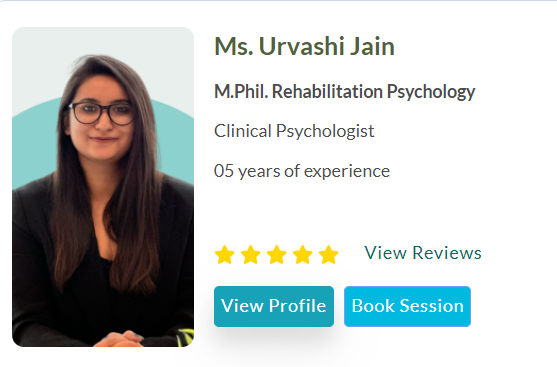 Ms. Urvashi Jain
M.Phil. Rehabilitation Psychology
Clinical Psychologist
05 years of experience
View Reviews
View Profile
Book Session